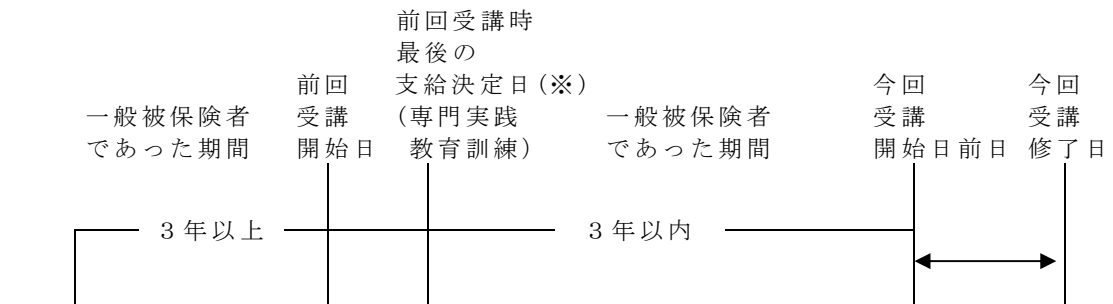 前回受講時
最後の
支給決定日(※)
(専門実践
教育訓練)
一般被保険者
であった期間
前回
受講
開始日
一般被保険者
であった期間
今回
受講
開始日前日
今回
受講
修了日
3年以上
3年以内